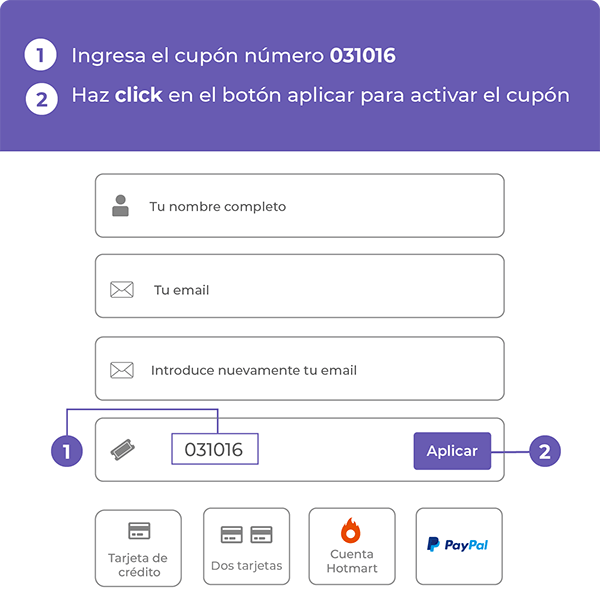 1 Ingresa el cupón número 031016
2 Haz click en el botón aplicar para activar el cupón
Tu nombre completo
Tu email
Introduce nuevamente tu email
1 031016 Aplicar 2
Tarjeta de
crédito
Dos tarjetas
Cuenta
Hotmart
PayPal